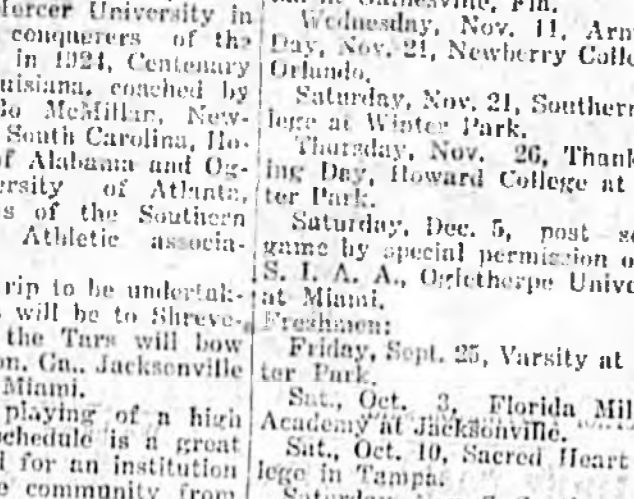 Mercer University in
conquerers of the
in 1924, Centenary
uisiana, coached by
Bo McMillan, New-
South Carolina, Ho-
of Alabama and Og-
ersity of Atlanta,
s of the Southern
Athletic associa-
rip to be undertak-
will be to Shreve-
the Tars will bow
on, Ga., Jacksonville
Miami.
playing of a high
schedule is a great
for an institution
community from
Gainesville, Fla.
Wednesday, Nov. 11, Arm
Day, Nov. 21, Newberry Colle
Orlando.
Saturday, Nov. 21, Southern
lege at Winter Park.
Thursday, Nov. 26, Thank
ing Day, Howard College at
ter Park.
Saturday, Dec. 5, post se
game by special permission o
S. I. A. A., Oglethorpe Unive
at Miami.
Freshmen:
Friday, Sept. 25, Varsity at
ter Park.
Sat., Oct. 3, Florida Mil
Academy at Jacksonville.
Sat., Oct. 10, Sacred Heart
lege in Tampa.
Saturday,